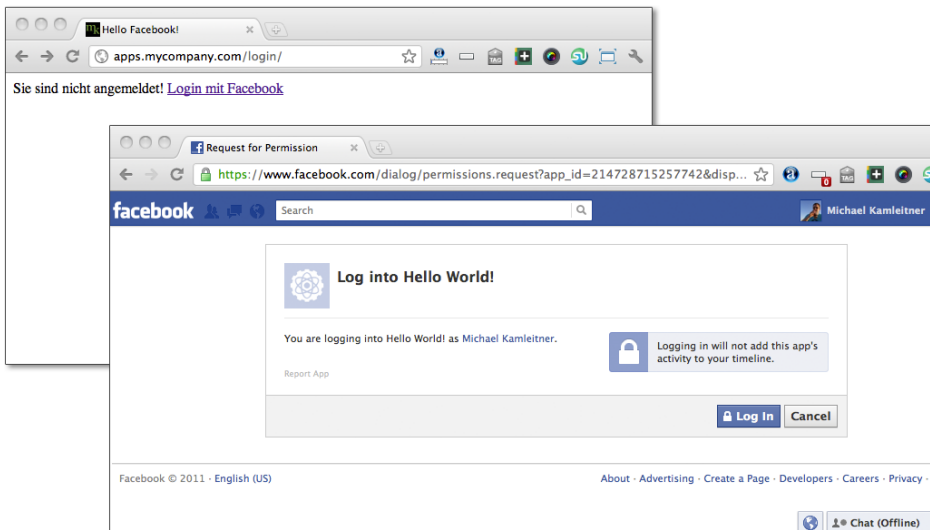 Hello Facebook!
apps.mycompany.com/login/
Sie sind nicht angemeldet! Login mit Facebook
Request for Permission
https://www.facebook.com/dialog/permissions.request?app_id=214728715257742&disp...
TAG
TAG
0
facebook
Search
Michael Kamleitner
Log into Hello World!
You are logging into Hello World! as Michael Kamleitner.
Logging in will not add this app's
activity to your timeline.
Report App
Log In
Cancel
Facebook © 2011 · English (US)
About · Advertising · Create a Page · Developers · Careers · Privacy ·
Chat (Offline)